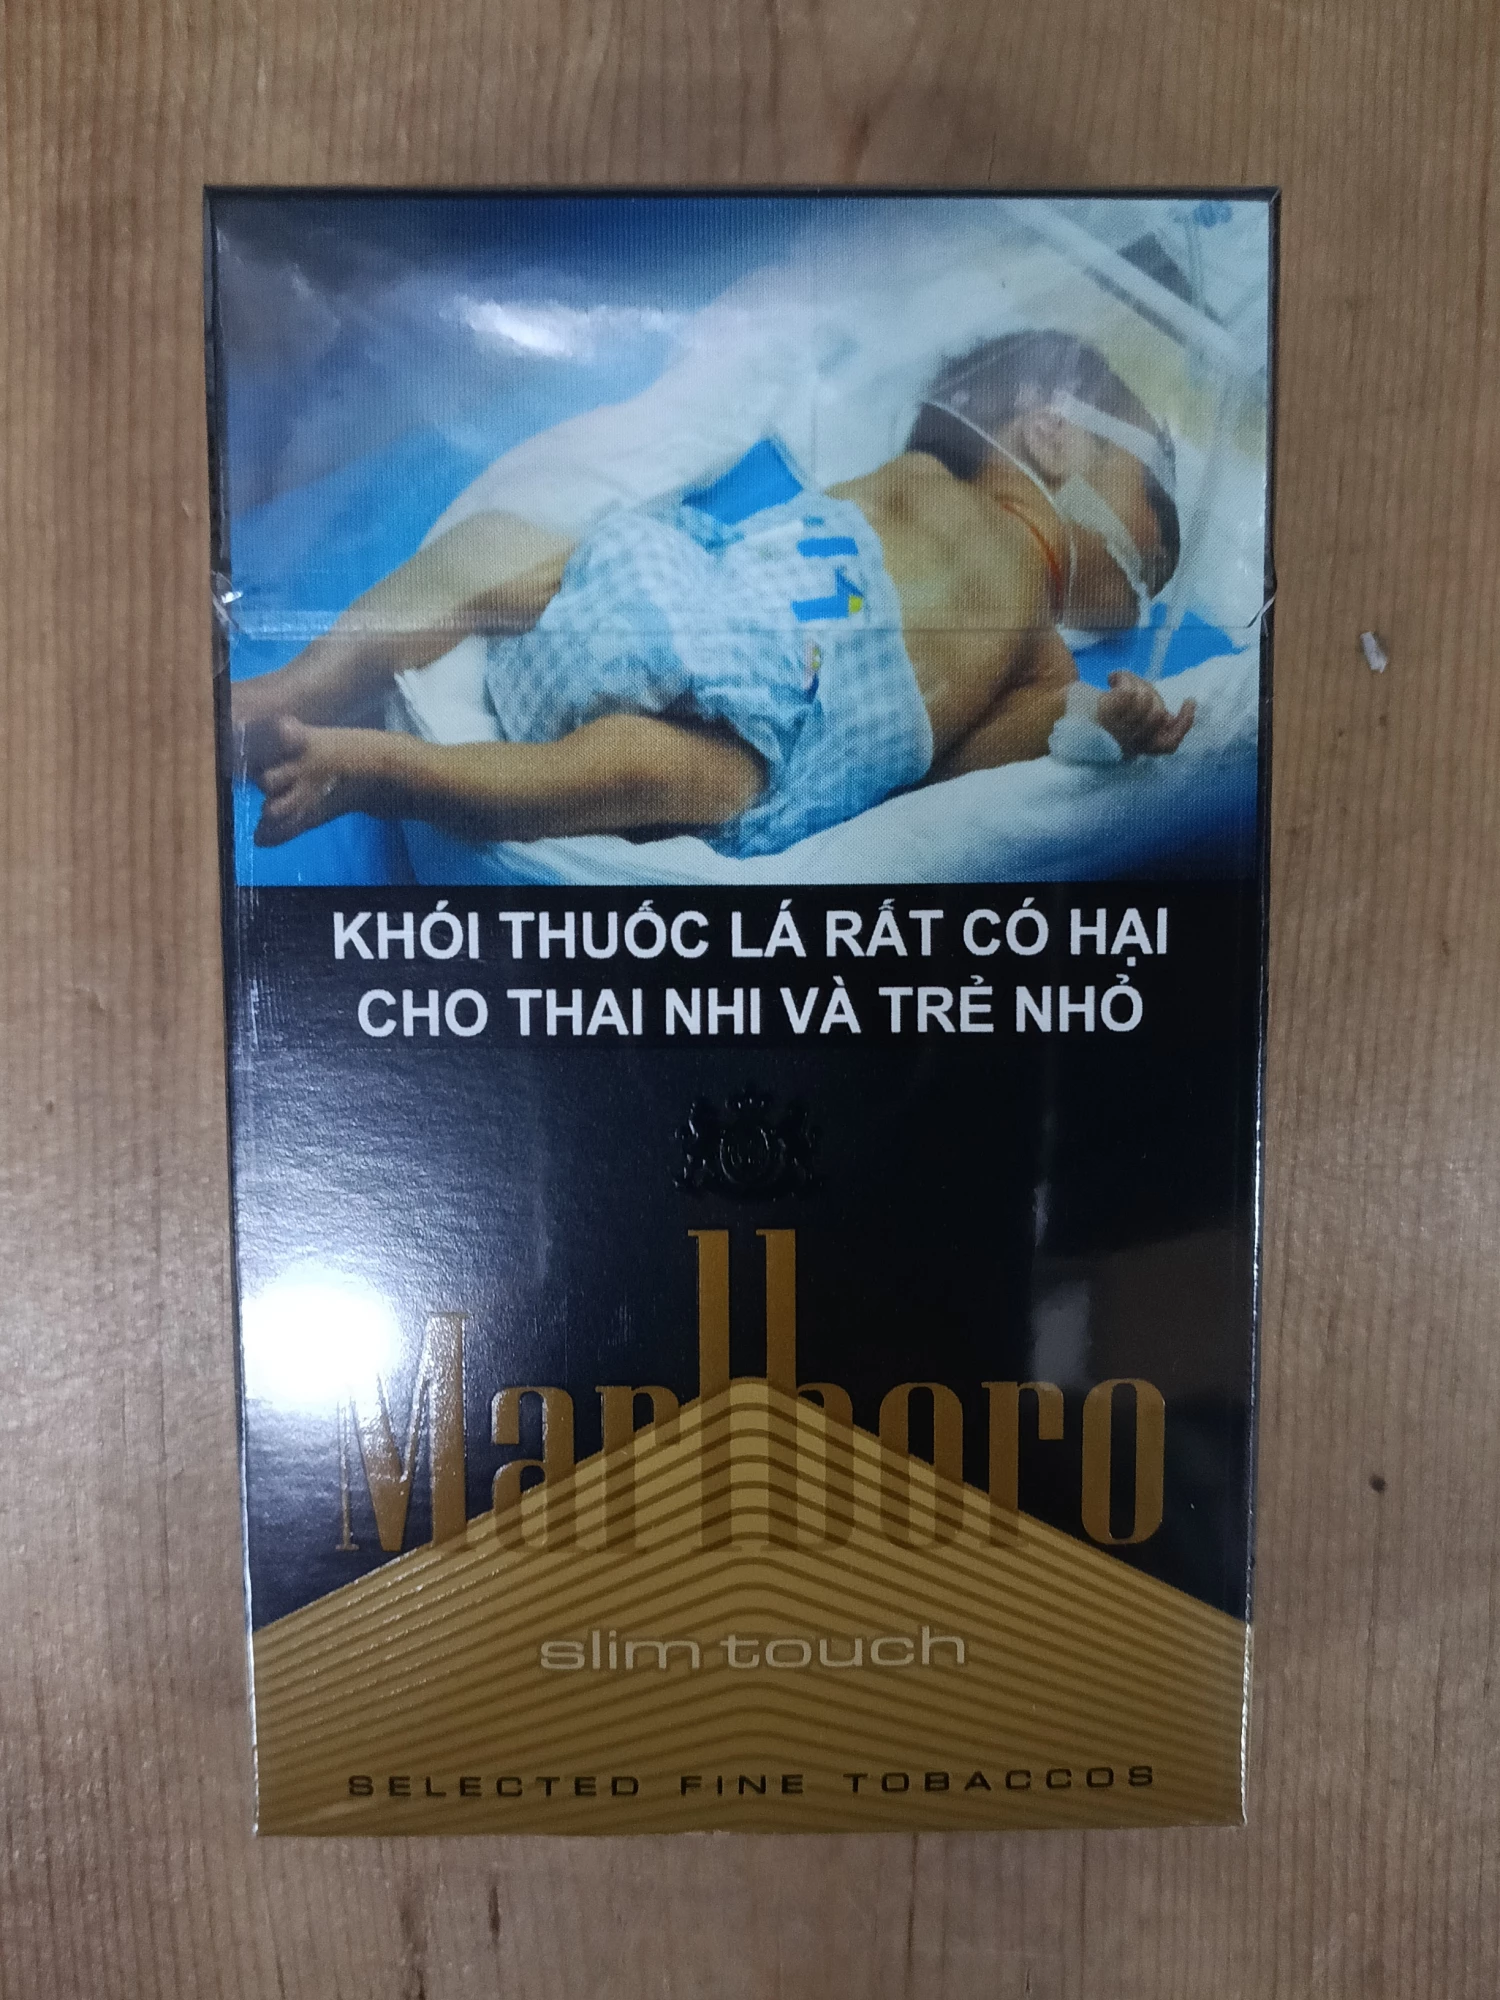 KHÓI THUỐC LÁ RẤT CÓ HẠI
CHO THAI NHI VÀ TRẺ NHỎ
Marlboro
slim touch
SELECTED FINE TOBACCOS